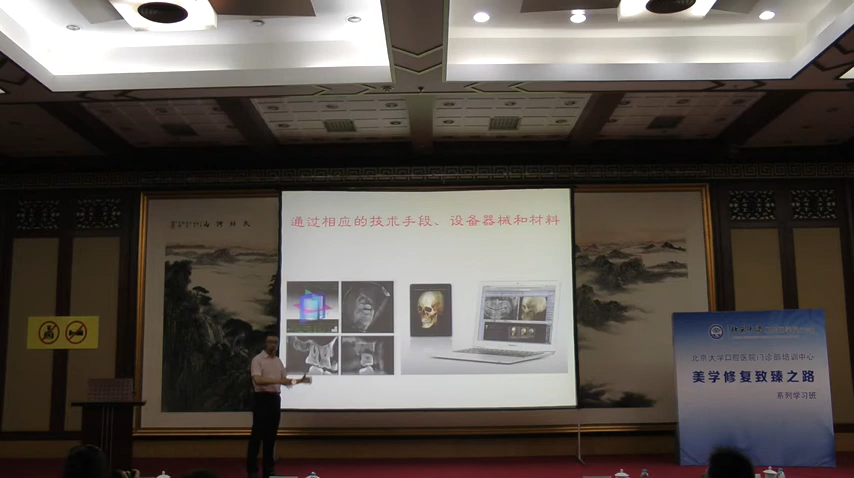 通过相应的技术手段、设备器械和材料
北京大学口腔医院门诊部培训中心
美学修复致臻之路
系列学习班